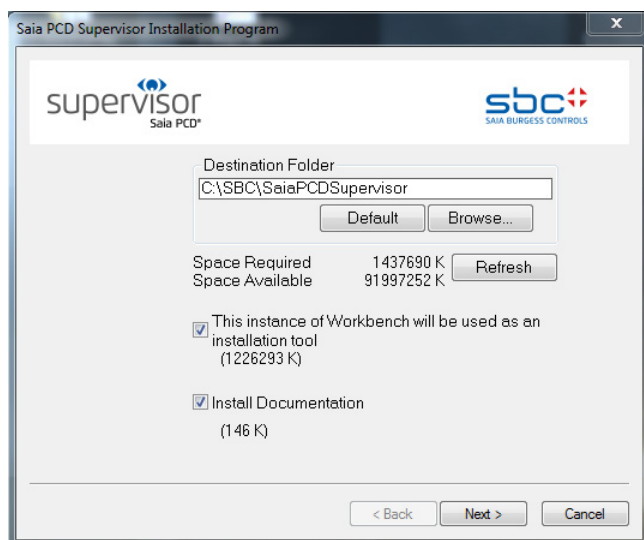 Saia PCD Supervisor Installation Program
supervisor
Saia PCD®
sbc
SAIA BURGESS CONTROLS
Destination Folder
C:\SBC\SaiaPCDSupervisor
Default
Browse...
Space Required 1437690 K
Refresh
Space Available 91997252 K
This instance of Workbench will be used as an
installation tool
(1226293 K)
Install Documentation
(146 K)
< Back
Next >
Cancel